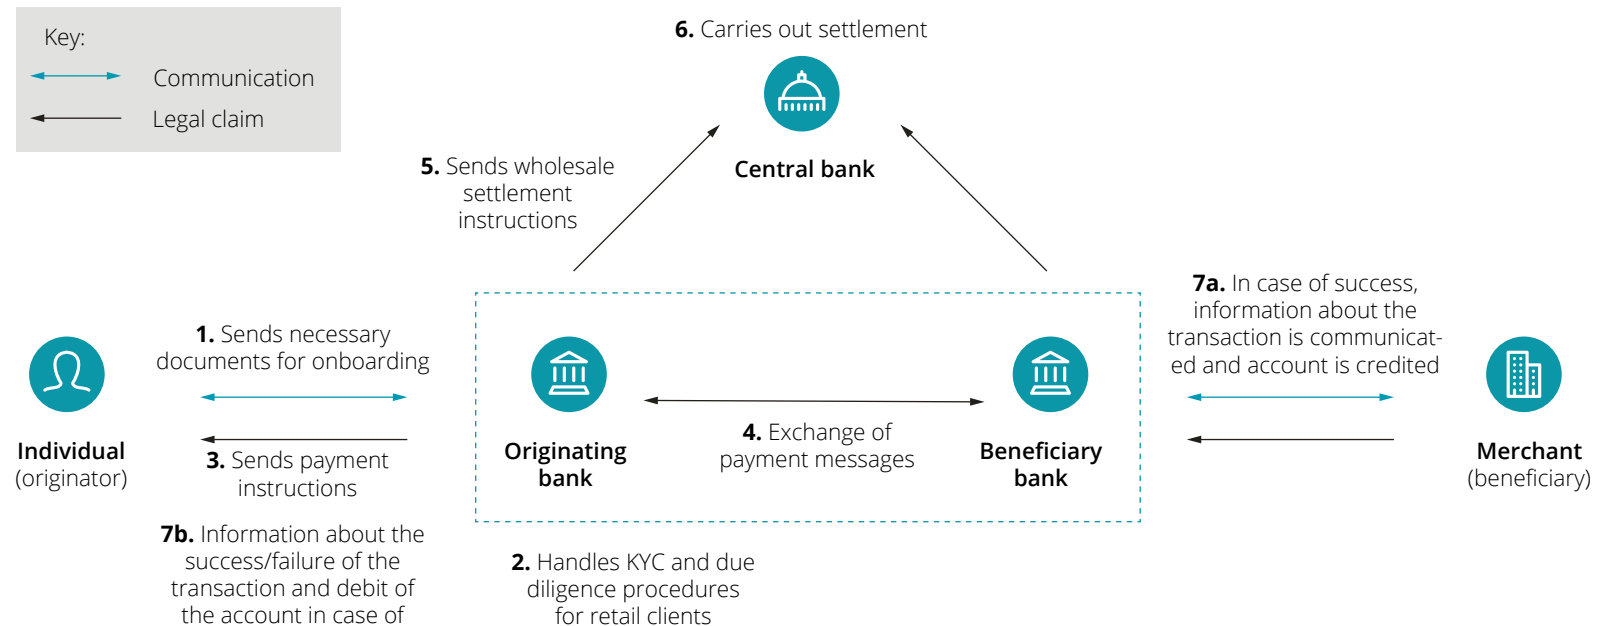 Key:
Communication
Legal claim
6. Carries out settlement
Central bank
5. Sends wholesale
settlement
instructions
1. Sends necessary
documents for onboarding
Individual
(originator)
3. Sends payment
instructions
7b. Information about the
success/failure of the
transaction and debit of
the account in case of
Originating
bank
4. Exchange of
payment messages
Beneficiary
bank
2. Handles KYC and due
diligence procedures
for retail clients
7a. In case of success,
information about the
transaction is communicat-
ed and account is credited
Merchant
(beneficiary)